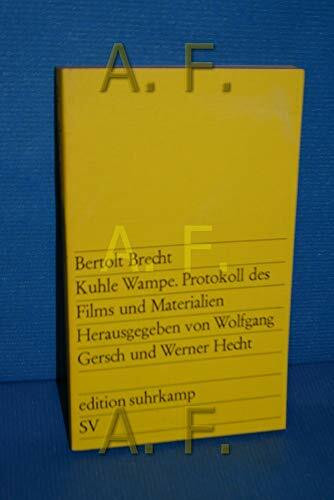 A. F.
A. F.
Bertolt Brecht
Kuhle Wampe. Protokoll des
Films und Materialien
Herausgegeben von Wolfgang
Gersch und Werner Hecht
edition suhrkamp
SV
A. F.